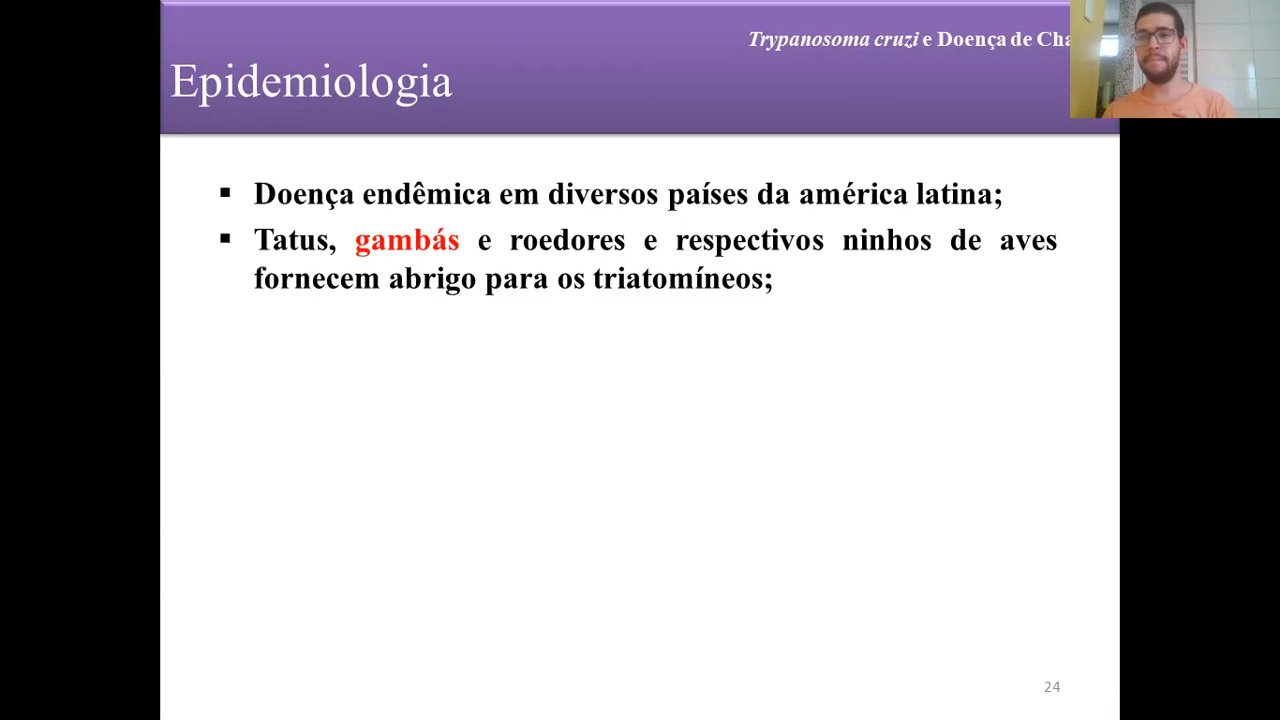 Trypanosoma cruzi e Doença de Cha
Epidemiologia
▪ Doença endêmica em diversos países da américa latina;
▪ Tatus, gambás e roedores e respectivos ninhos de aves
fornecem abrigo para os triatomíneos;
24